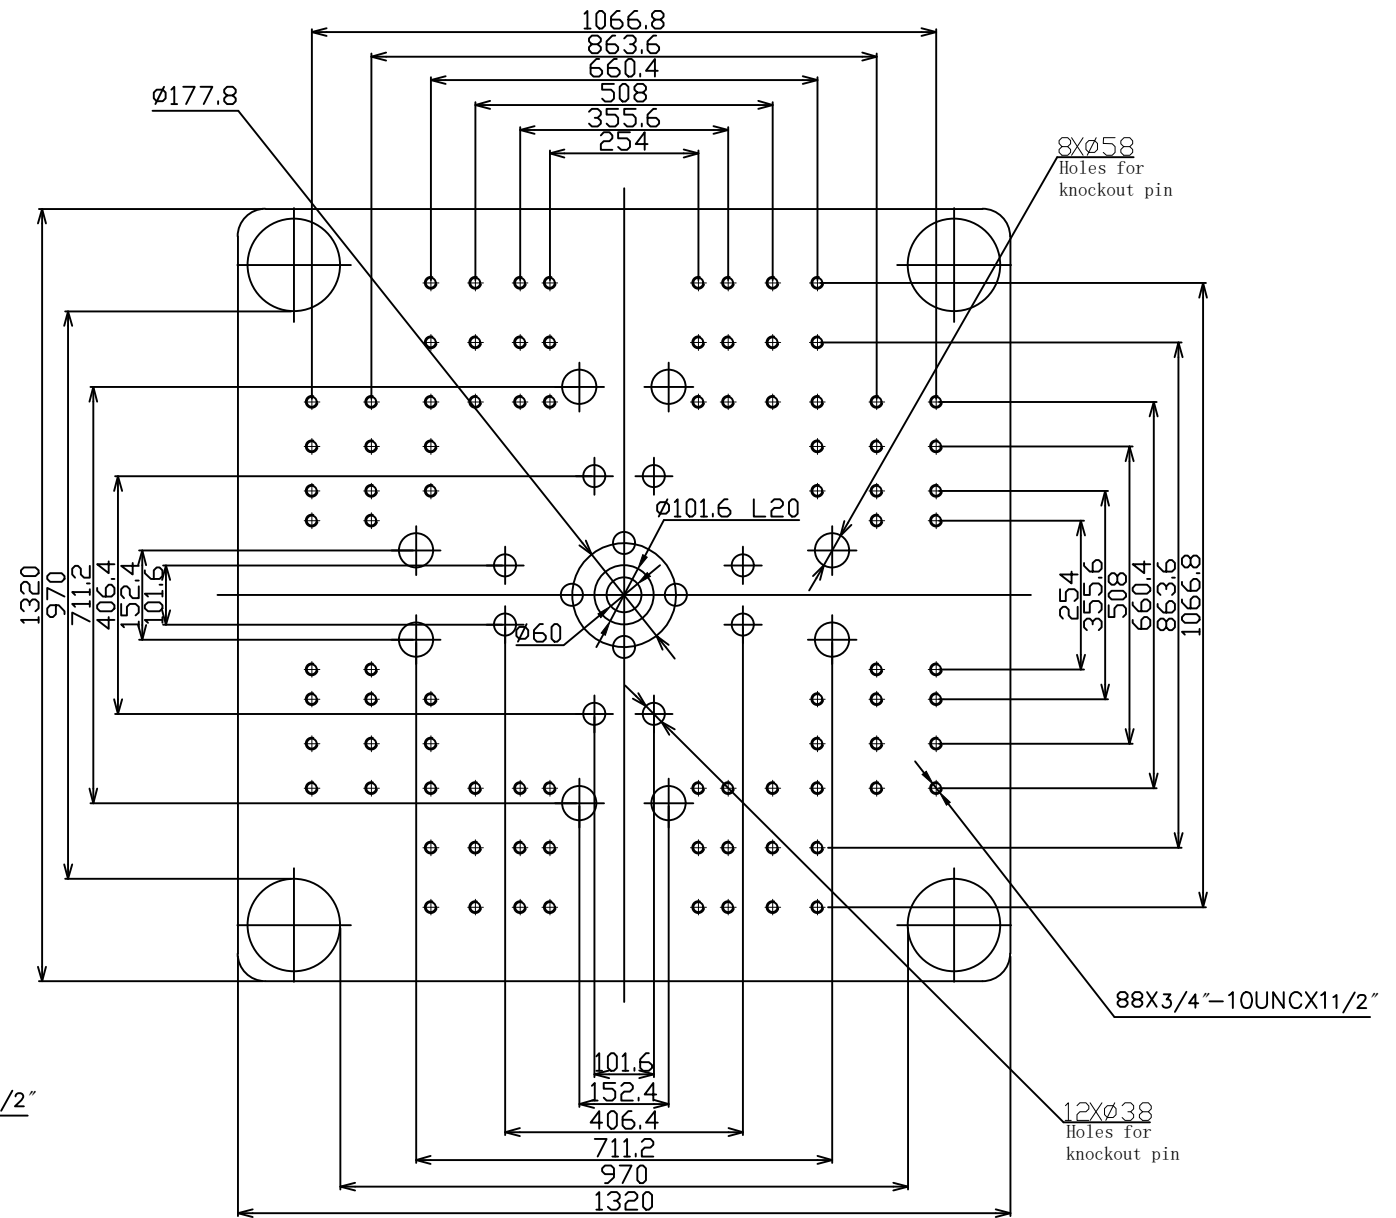 1066.8
863.6
660.4
508
355.6
254
ø177.8
8Xø58
Holes for
knockout pin
ø101.6 L20
ø60
1320
970
711.2
406.4
152.4
101.6
254
355.6
508
660.4
863.6
1066.8
88X3/4″-10UNCX11/2″
101.6
152.4
406.4
711.2
970
1320
12Xø38
Holes for
knockout pin
/2″